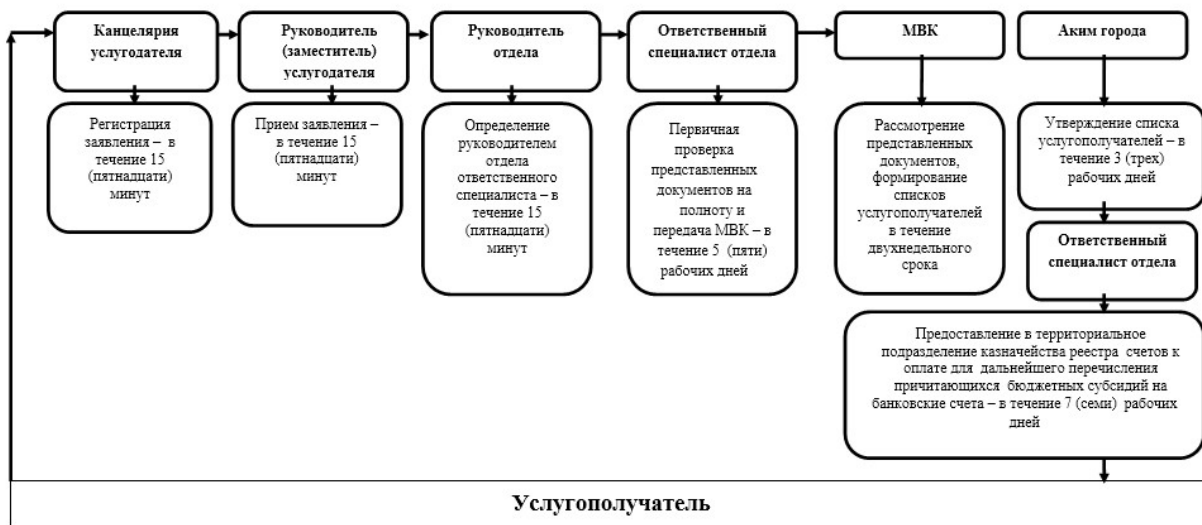 Канцелярия
услугодателя
Руководитель
(заместитель)
услугодателя
Руководитель
отдела
Ответственный
специалист отдела
МВК
Аким города
Регистрация
заявления – в
течение 15
(пятнадцати)
минут
Прием заявления –
в течение 15
(пятнадцати)
минут
Определение
руководителем
отдела
ответственного
специалиста – в
течение 15
(пятнадцати)
минут
Первичная
проверка
представленных
документов на
полноту и
передача МВК – в
течение 5 (пяти)
рабочих дней
Рассмотрение
представленных
документов,
формирование
списков
услугополучателей
в течение
двухнедельного
срока
Утверждение списка
услугополучателей – в
течение 3 (трех)
рабочих дней
Ответственный
специалист отдела
Предоставление в территориальное
подразделение казначейства реестра счетов к
оплате для дальнейшего перечисления
причитающихся бюджетных субсидий на
банковские счета – в течение 7 (семи) рабочих
дней
Услугополучатель